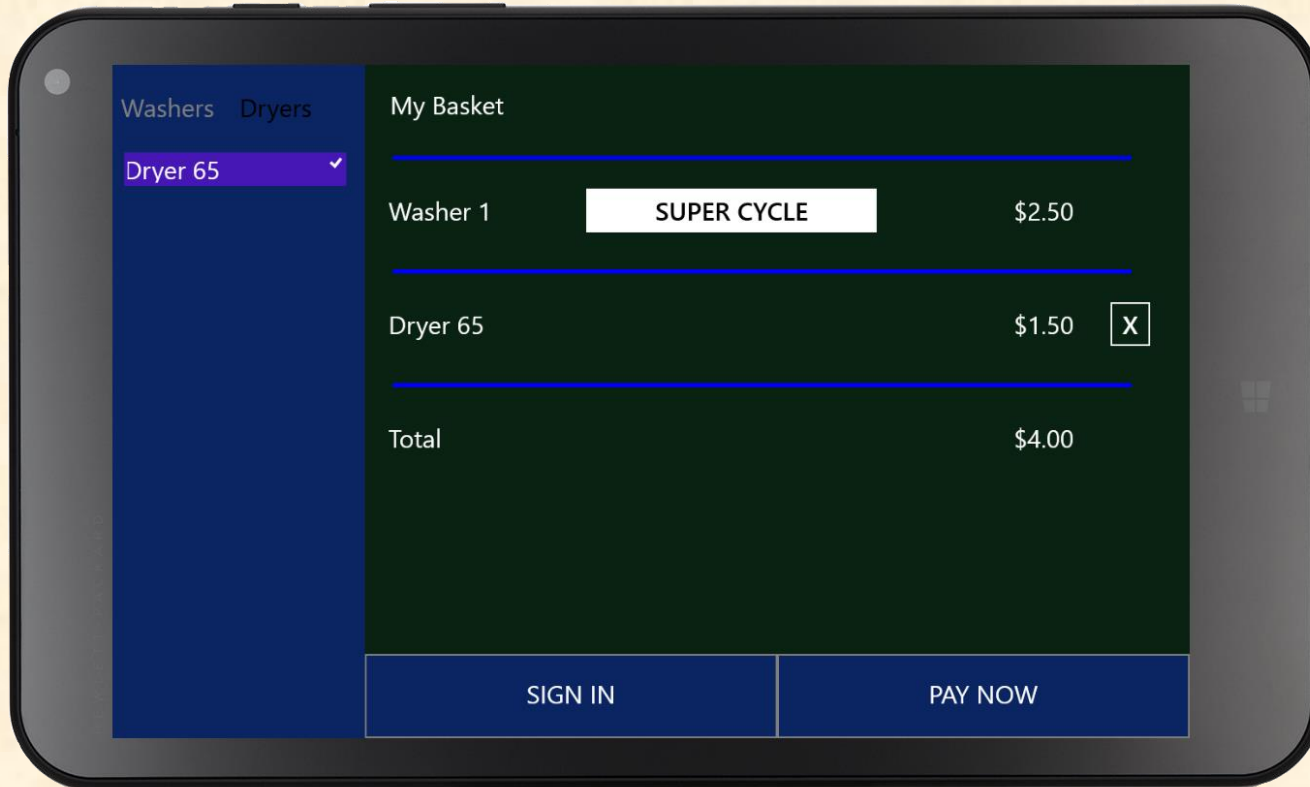 Washers Dryers
Dryer 65
My Basket
Washer 1 SUPER CYCLE $2.50
Dryer 65 $1.50 X
Total $4.00
SIGN IN PAY NOW